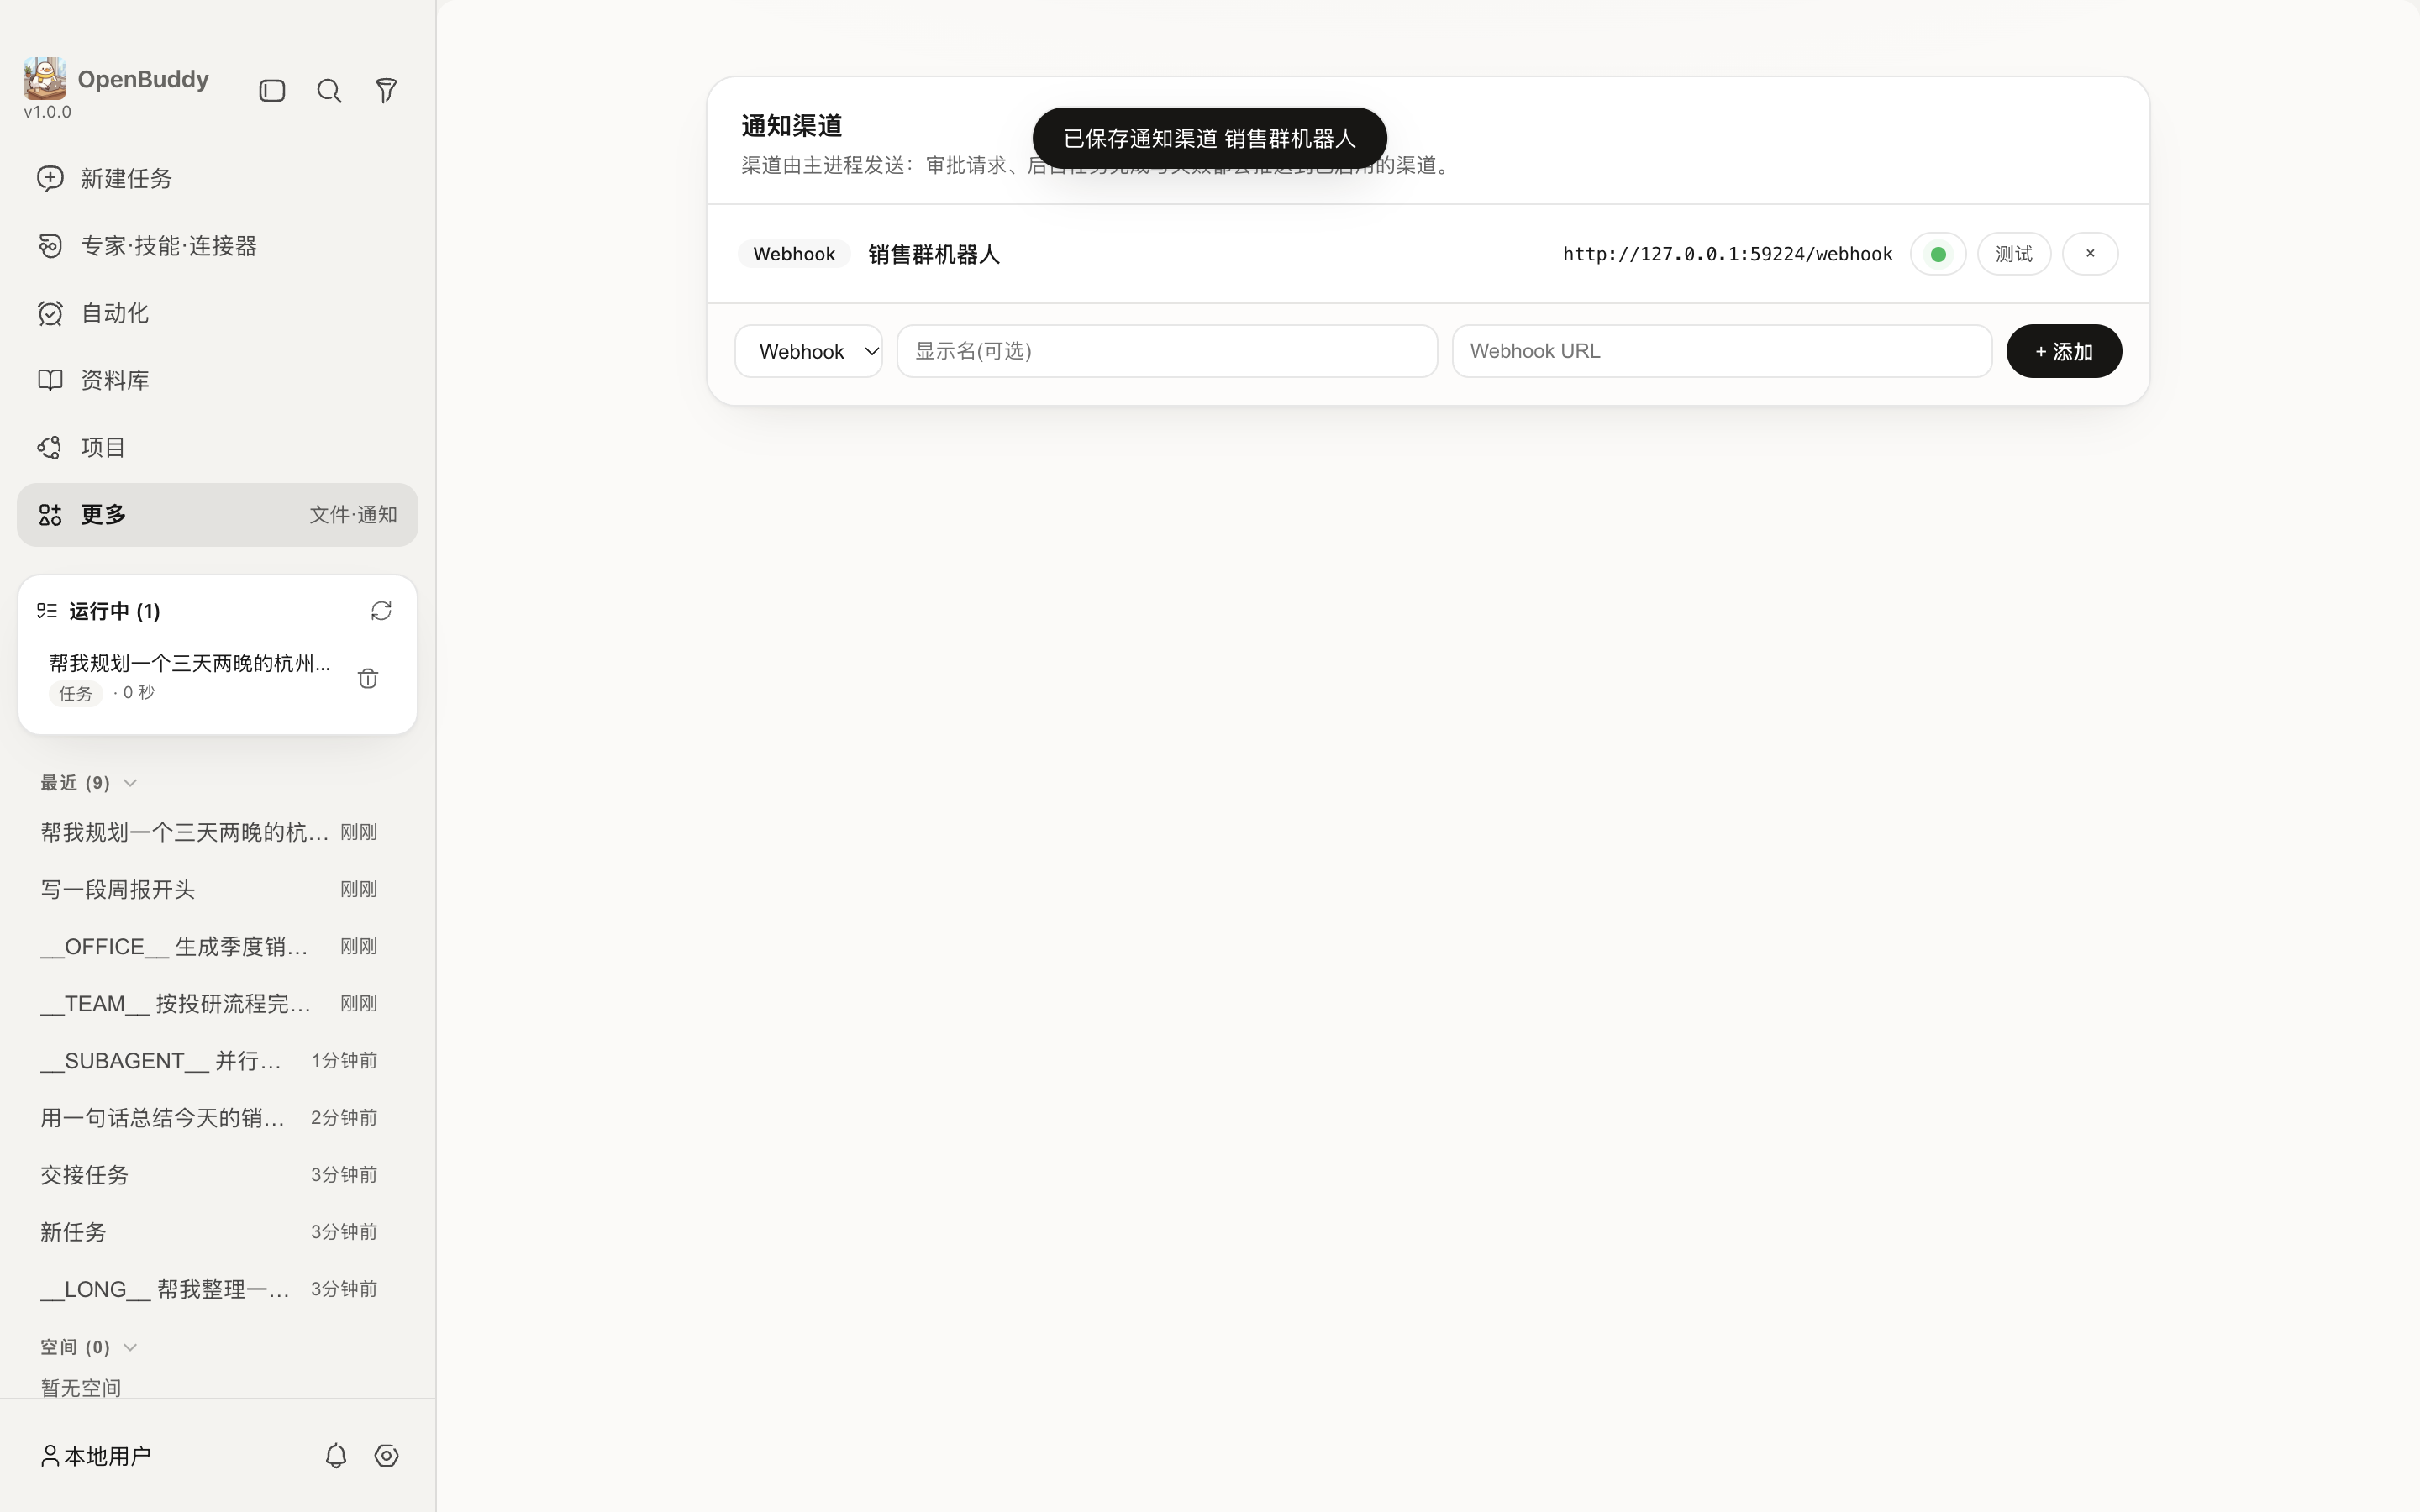 OpenBuddy
v1.0.0
新建任务
专家·技能·连接器
自动化
资料库
项目
更多 文件·通知
运行中 (1)
帮我规划一个三天两晚的杭州...
任务 · 0 秒
最近 (9)
帮我规划一个三天两晚的杭... 刚刚
写一段周报开头 刚刚
__OFFICE__ 生成季度销... 刚刚
__TEAM__ 按投研流程完... 刚刚
__SUBAGENT__ 并行... 1分钟前
用一句话总结今天的销... 2分钟前
交接任务 3分钟前
新任务 3分钟前
__LONG__ 帮我整理一... 3分钟前
空间 (0)
暂无空间
本地用户
通知渠道
已保存通知渠道 销售群机器人
渠道由主进程发送：审批请求、后 的渠道。
Webhook 销售群机器人 http://127.0.0.1:59224/webhook 测试 ×
Webhook 显示名(可选) Webhook URL + 添加